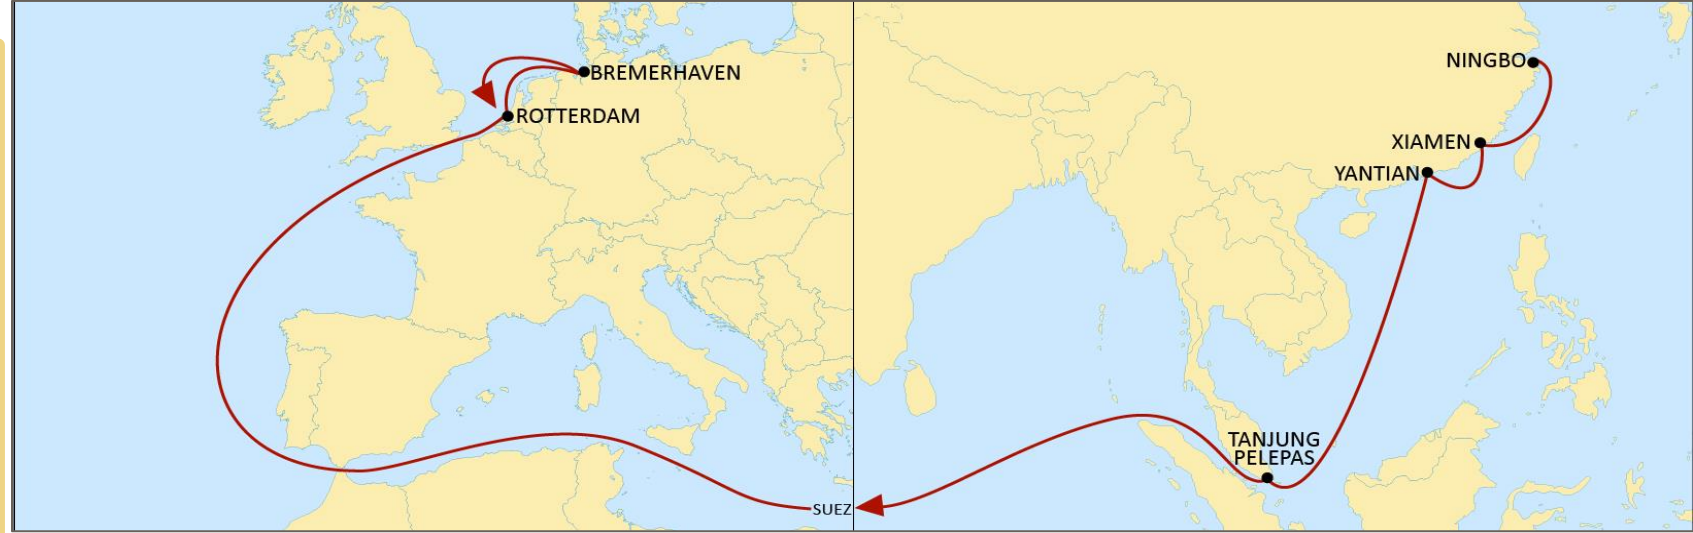 BREMERHAVEN
ROTTERDAM
SUEZ
NINGBO
XIAMEN
YANTIAN
TANJUNG
PELEPAS